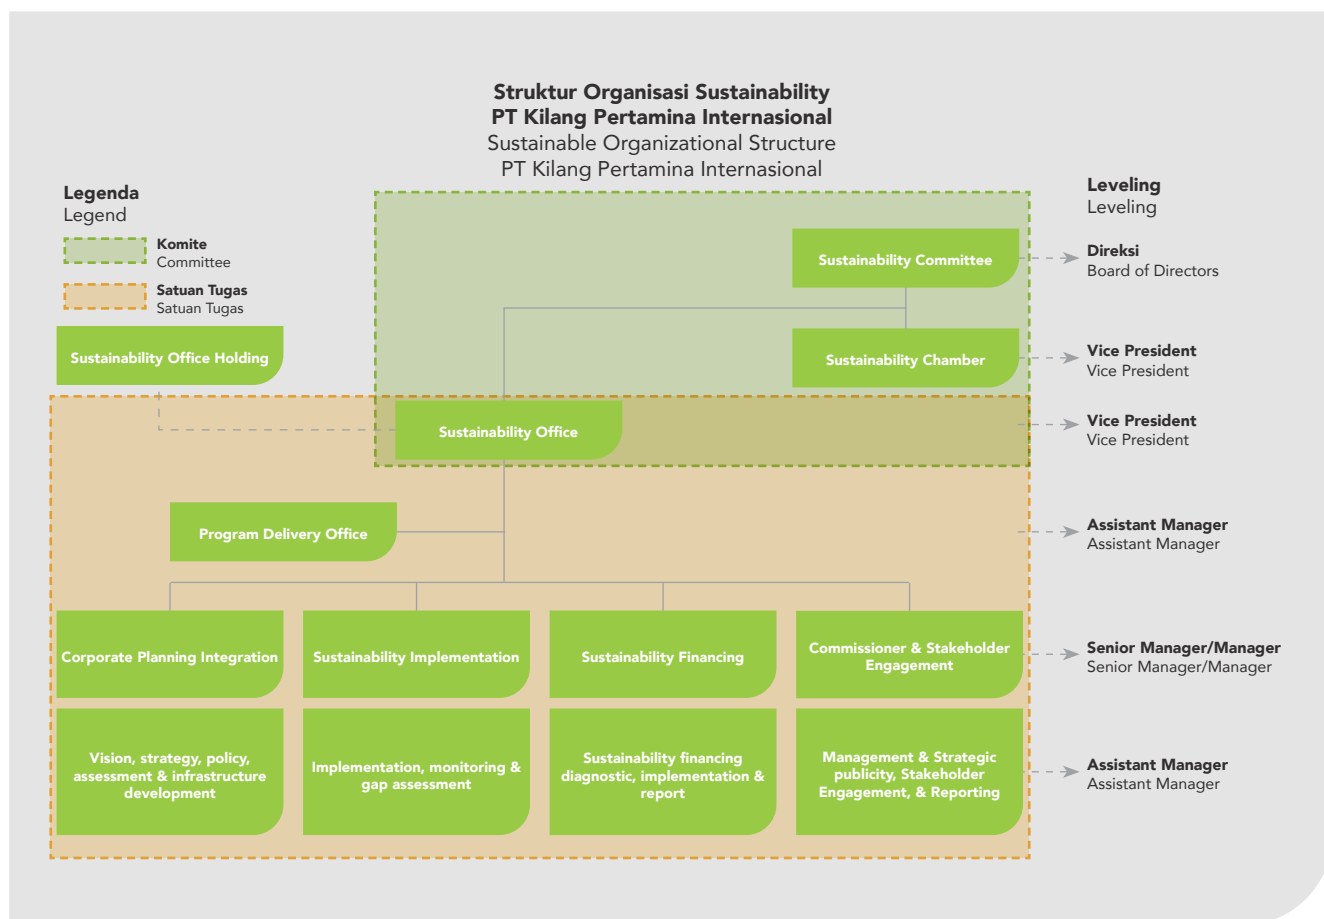 Struktur Organisasi Sustainability
PT Kilang Pertamina Internasional
Sustainable Organizational Structure
PT Kilang Pertamina Internasional
Legenda
Legend
Komite
Committee
Satuan Tugas
Satuan Tugas
Leveling
Leveling
Sustainability Committee
Direksi
Board of Directors
Sustainability Office Holding
Sustainability Chamber
Vice President
Vice President
Sustainability Office
Vice President
Vice President
Program Delivery Office
Assistant Manager
Assistant Manager
Corporate Planning Integration
Sustainability Implementation
Sustainability Financing
Commissioner & Stakeholder
Engagement
Senior Manager/Manager
Senior Manager/Manager
Vision, strategy, policy,
assessment & infrastructure
development
Implementation, monitoring &
gap assessment
Sustainability financing
diagnostic, implementation &
report
Management & Strategic
publicity, Stakeholder
Engagement, & Reporting
Assistant Manager
Assistant Manager